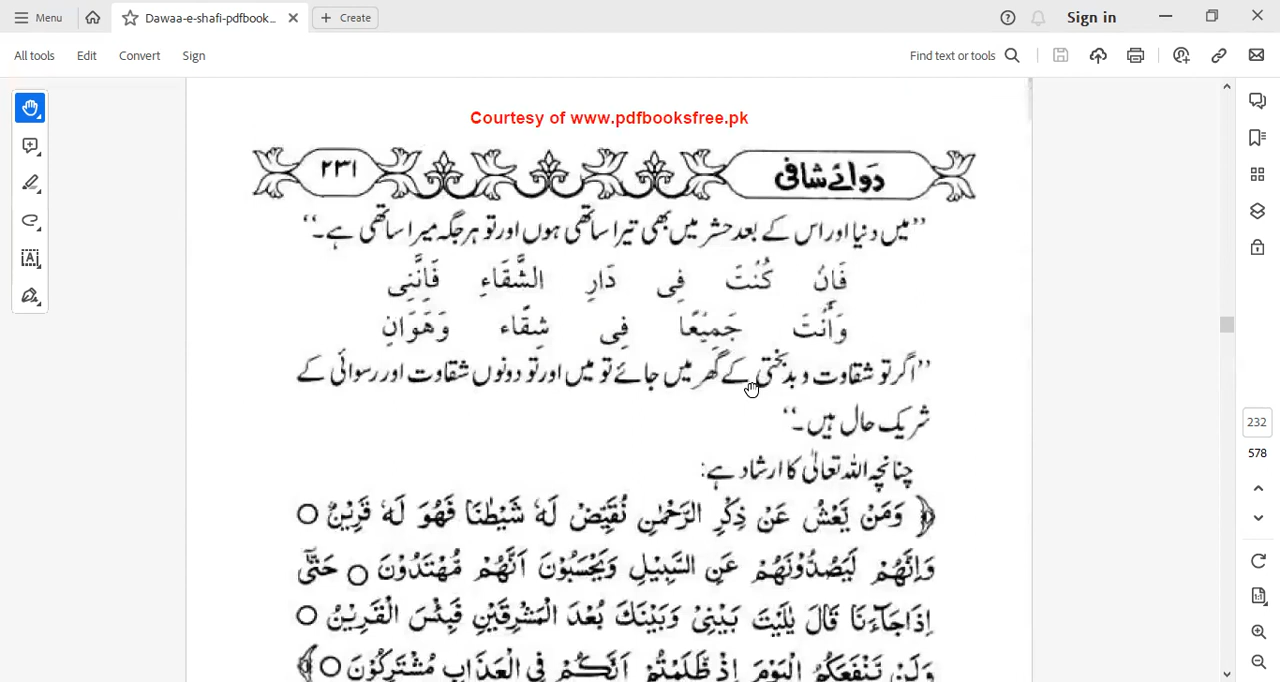 Menu
Dawaa-e-shafi-pdfbook...
Create
Sign in
All tools Edit Convert Sign
Find text or tools
Courtesy of www.pdfbooksfree.pk
دَوائے شافی ۲۳۱
”میں دنیا اور اس کے بعد حشر میں بھی تیرا ساتھی ہوں اور تو ہر جگہ میرا ساتھی ہے۔“
فَاِنْ كُنْتَ فِی دَارِ الشَّقَاءِ فَاِنَّنِی
وَأَنْتَ جَمِيْعًا فِی شِقَاء وَهَوَانِ
”اگر تو شقاوت و بدبختی کے گھر میں جائے تو میں اور تو دونوں شقاوت اور رسوائی کے
شریک حال ہیں۔“
چنانچہ اللہ تعالیٰ کا ارشاد ہے:
﴿ وَمَنْ يَّعْشُ عَنْ ذِكْرِ الرَّحْمٰنِ نُقَيِّضْ لَهٗ شَيْطٰنًا فَهُوَ لَهٗ قَرِيْنٌ ○
وَاِنَّهُمْ لَيَصُدُّوْنَهُمْ عَنِ السَّبِيْلِ وَيَحْسَبُوْنَ اَنَّهُمْ مُّهْتَدُوْنَ ○ حَتّٰٓى
اِذَا جَآءَنَا قَالَ يٰلَيْتَ بَيْنِيْ وَبَيْنَكَ بُعْدَ الْمَشْرِقَيْنِ فَبِئْسَ الْقَرِيْنُ ○
وَلَنْ يَّنْفَعَكُمُ الْيَوْمَ اِذْ ظَّلَمْتُمْ اَنَّكُمْ فِي الْعَذَابِ مُشْتَرِكُوْنَ ○ ﴾
232
578